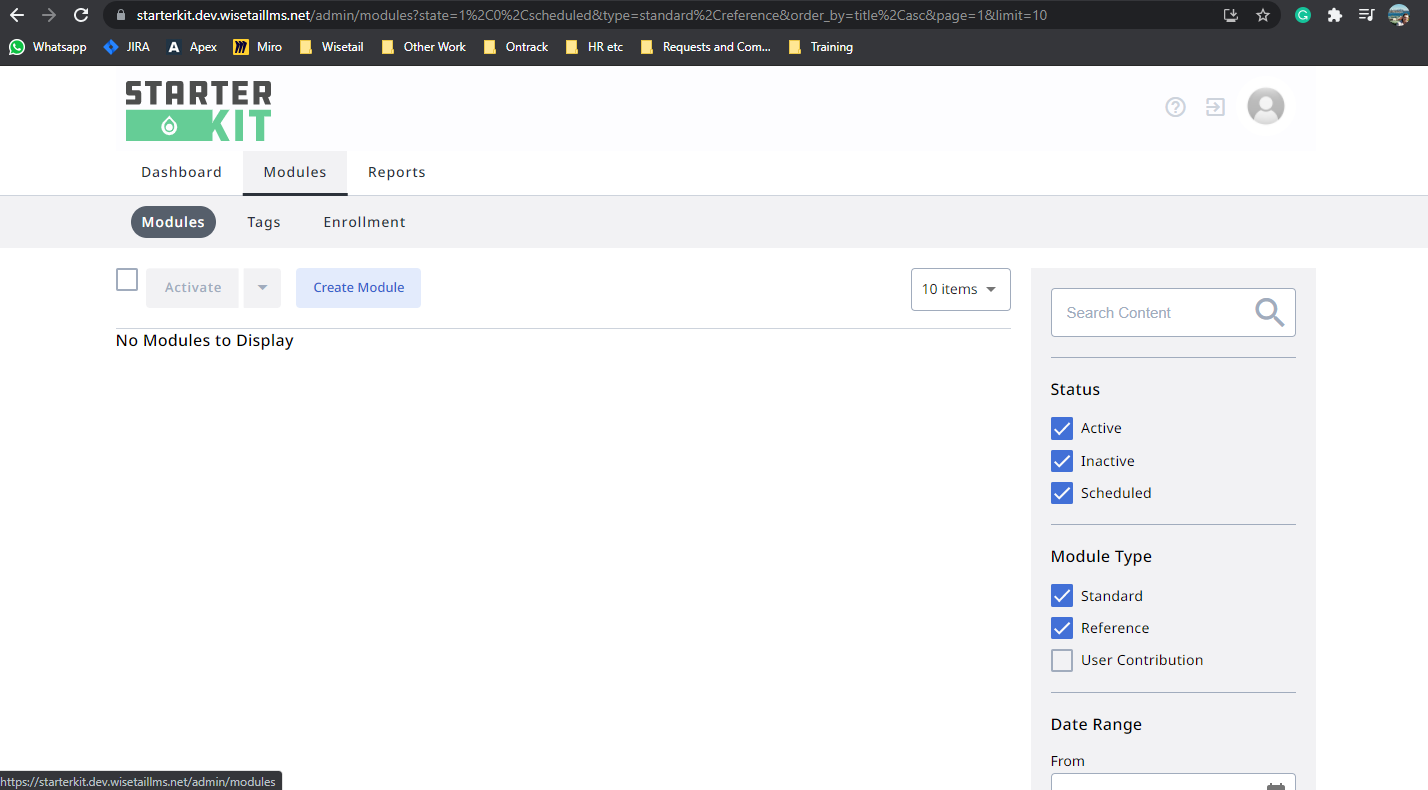 starterkit.dev.wisetaillms.net/admin/modules?state=1%2C0%2Cscheduled&type=standard%2Creference&order_by=title%2Casc&page=1&limit=10
Whatsapp JIRA Apex Miro Wisetail Other Work Ontrack HR etc Requests and Com... Training
STARTER
KIT
Dashboard Modules Reports
Modules Tags Enrollment
Activate Create Module 10 items
No Modules to Display
Search Content
Status
Active
Inactive
Scheduled
Module Type
Standard
Reference
User Contribution
Date Range
From
https://starterkit.dev.wisetaillms.net/admin/modules